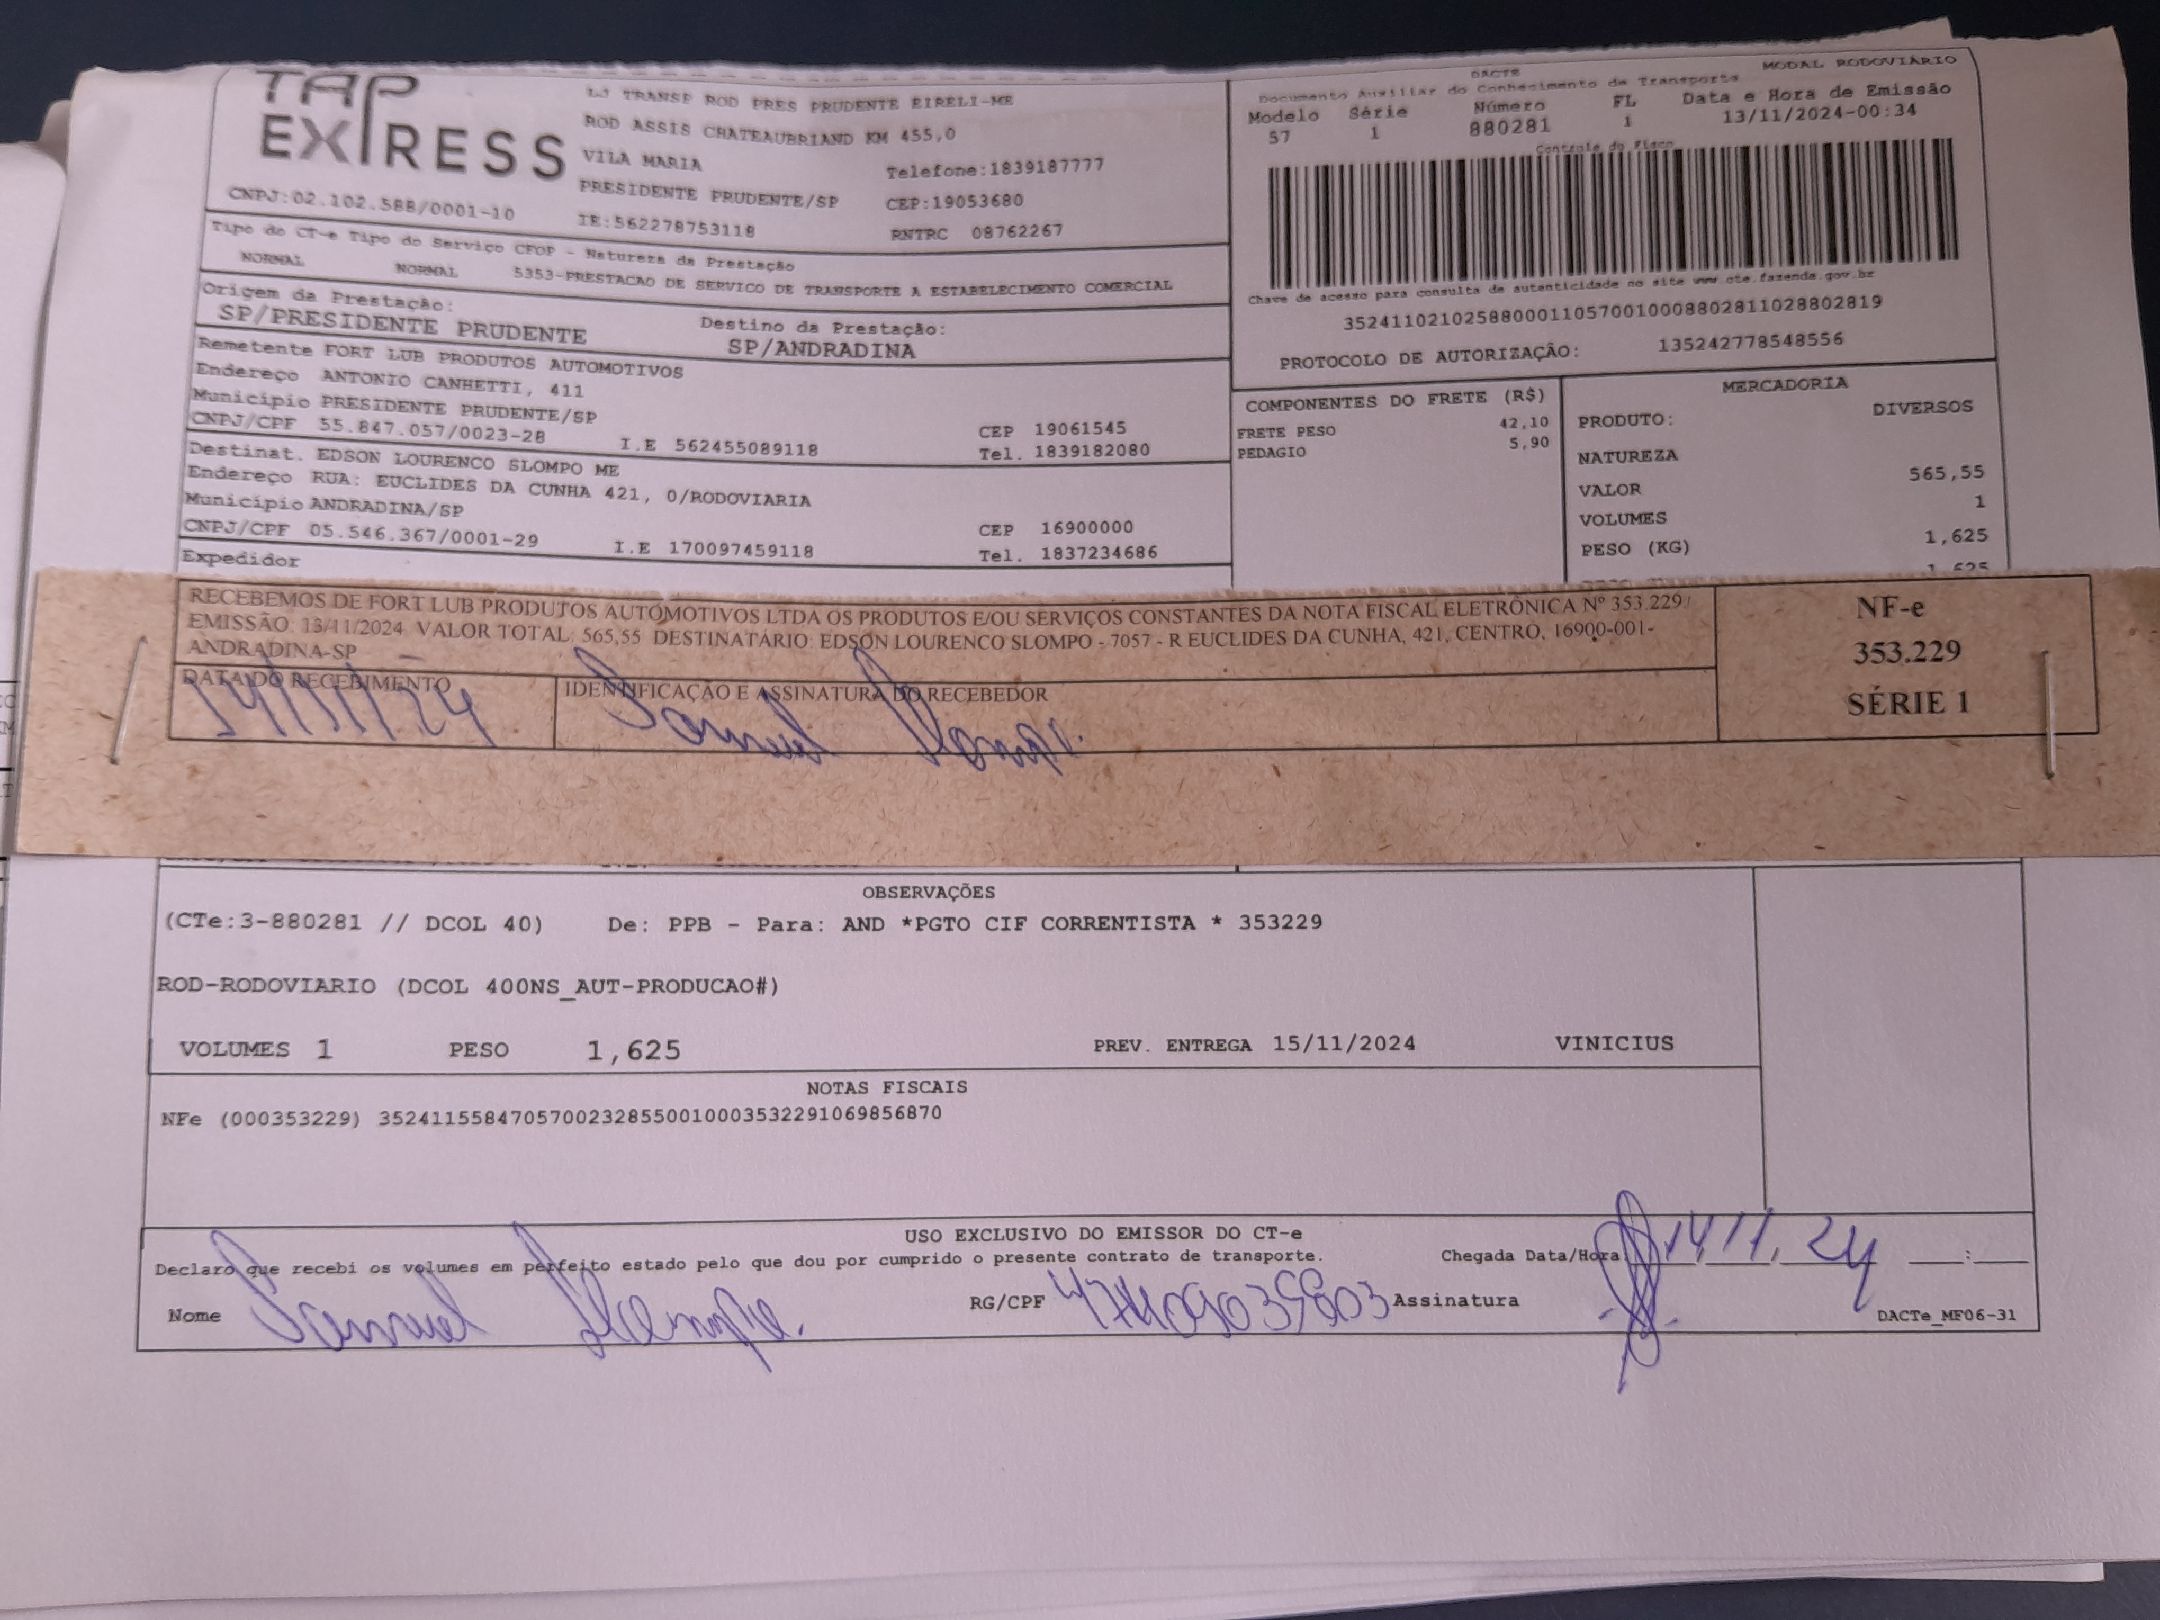 TAP
EXPRESS
LJ TRANSP ROD PRES PRUDENTE EIRELI-ME
ROD ASSIS CHATEAUBRIAND KM 455,0
VILA MARIA Telefone:1839187777
PRESIDENTE PRUDENTE/SP CEP:19053680
CNPJ:02.102.588/0001-10 IE:562278753118 RNTRC 08762267
Tipo do CT-e Tipo do Serviço CFOP - Natureza da Prestação
NORMAL NORMAL 5353-PRESTACAO DE SERVICO DE TRANSPORTE A ESTABELECIMENTO COMERCIAL
Origem da Prestação: Destino da Prestação:
SP/PRESIDENTE PRUDENTE SP/ANDRADINA
Remetente FORT LUB PRODUTOS AUTOMOTIVOS
Endereço ANTONIO CANHETTI, 411
Município PRESIDENTE PRUDENTE/SP CEP 19061545
CNPJ/CPF 55.847.057/0023-28 I.E 562455089118 Tel. 1839182080
Destinat. EDSON LOURENCO SLOMPO ME
Endereço RUA: EUCLIDES DA CUNHA 421, 0/RODOVIARIA
Município ANDRADINA/SP CEP 16900000
CNPJ/CPF 05.546.367/0001-29 I.E 170097459118 Tel. 1837234686
Expedidor
DACTE MODAL RODOVIÁRIO
Documento Auxiliar do Conhecimento de Transporte
Modelo Série Número FL Data e Hora de Emissão
57 1 880281 1 13/11/2024-00:34
Controle do Fisco
Chave de acesso para consulta de autenticidade no site www.cte.fazenda.gov.br
35241102102588000110570010008802811028802819
PROTOCOLO DE AUTORIZAÇÃO: 135242778548556
COMPONENTES DO FRETE (R$)
FRETE PESO 42,10
PEDAGIO 5,90
MERCADORIA
PRODUTO: DIVERSOS
NATUREZA
VALOR 565,55
VOLUMES 1
PESO (KG) 1,625
1,625
RECEBEMOS DE FORT LUB PRODUTOS AUTOMOTIVOS LTDA OS PRODUTOS E/OU SERVIÇOS CONSTANTES DA NOTA FISCAL ELETRÔNICA Nº 353.229/
EMISSÃO: 13/11/2024 VALOR TOTAL: 565,55 DESTINATÁRIO: EDSON LOURENCO SLOMPO - 7057 - R EUCLIDES DA CUNHA, 421, CENTRO, 16900-001-
ANDRADINA-SP
DATA DO RECEBIMENTO IDENTIFICAÇÃO E ASSINATURA DO RECEBEDOR
14/11/24 Samuel
NF-e
353.229
SÉRIE 1
OBSERVAÇÕES
(CTe:3-880281 // DCOL 40) De: PPB - Para: AND *PGTO CIF CORRENTISTA * 353229
ROD-RODOVIARIO (DCOL 400NS_AUT-PRODUCAO#)
VOLUMES 1 PESO 1,625 PREV. ENTREGA 15/11/2024 VINICIUS
NOTAS FISCAIS
NFe (000353229) 35241155847057002328550010003532291069856870
USO EXCLUSIVO DO EMISSOR DO CT-e
Declaro que recebi os volumes em perfeito estado pelo que dou por cumprido o presente contrato de transporte. Chegada Data/Hora 14 11. 24 :
Nome Samuel RG/CPF Assinatura
DACTe_MF06-31